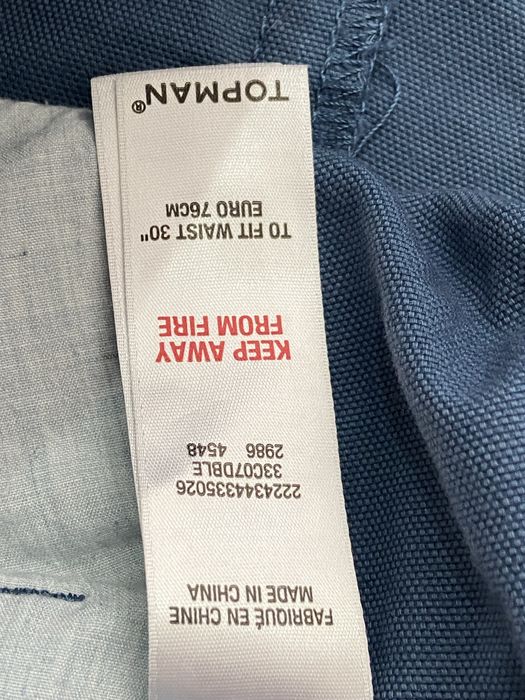 TOPMAN®
TO FIT WAIST 30"
EURO 76CM
KEEP AWAY
FROM FIRE
2224344335026
33C07DBLE
2986 4548
FABRIQUÉ EN CHINE
MADE IN CHINA